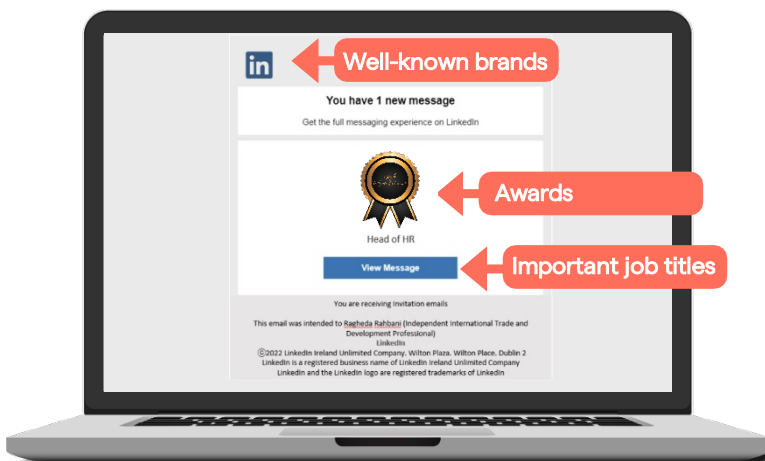 in
Well-known brands
You have 1 new message
Get the full messaging experience on LinkedIn
Awards
Head of HR
View Message
Important job titles
You are receiving Invitation emails
This email was intended to Ragheda Rahbani (Independent International Trade and
Development Professional)
LinkedIn
©2022 LinkedIn Ireland Unlimited Company. Wilton Plaza. Wilton Place. Dublin 2
LinkedIn is a registered business name of LinkedIn Ireland Unlimited Company
LinkedIn and the LinkedIn logo are registered trademarks of LinkedIn